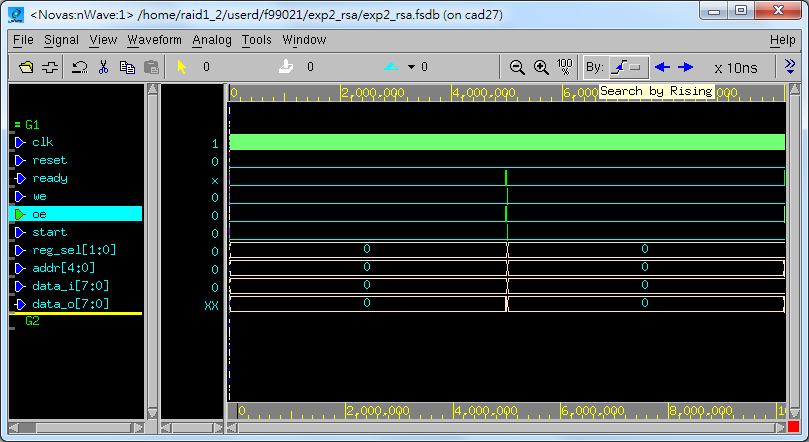 <Novas:nWave:1> /home/raid1_2/userd/f99021/exp2_rsa/exp2_rsa.fsdb (on cad27)
File Signal View Waveform Analog Tools Window Help
0 0 0 100 % By: x 10ns
Search by Rising
0 2,000,000 4,000,000 6,000,000 ,000
= G1
clk 1
reset 0
ready x
we 0
oe 0
start 0
reg_sel[1:0] 0 0 0
addr[4:0] 0 0 0
data_i[7:0] 0 0 0
data_o[7:0] XX 0 0
G2
0 2,000,000 4,000,000 6,000,000 8,000,000 10